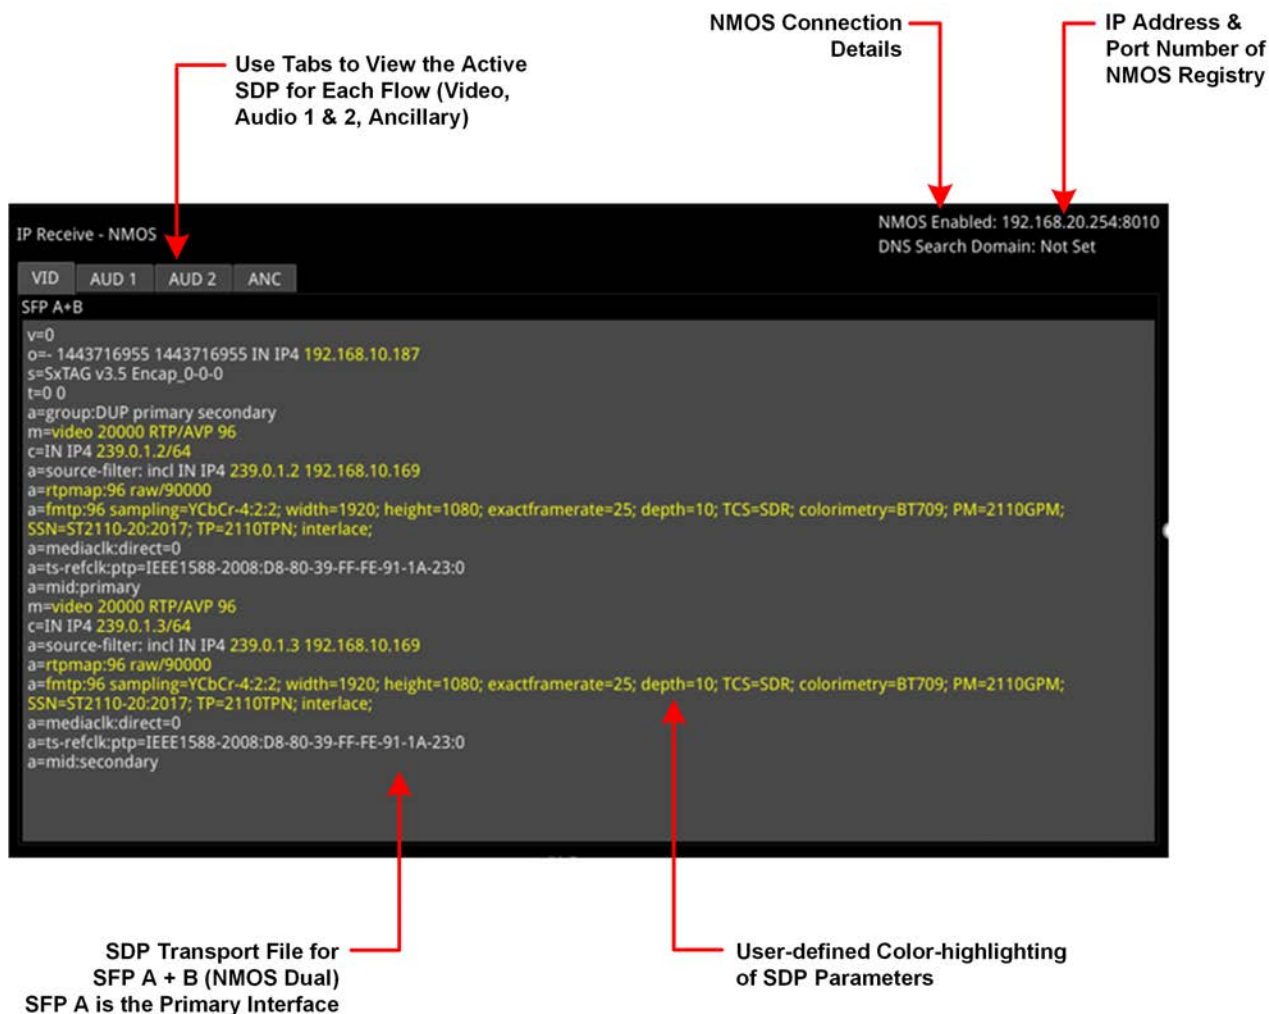 NMOS Connection
Details
IP Address &
Port Number of
NMOS Registry
Use Tabs to View the Active
SDP for Each Flow (Video,
Audio 1 & 2, Ancillary)
IP Receive - NMOS
NMOS Enabled: 192.168.20.254:8010
DNS Search Domain: Not Set
VID AUD 1 AUD 2 ANC
SFP A+B
v=0
o=- 1443716955 1443716955 IN IP4 192.168.10.187
s=SxTAG v3.5 Encap_0-0-0
t=0 0
a=group:DUP primary secondary
m=video 20000 RTP/AVP 96
c=IN IP4 239.0.1.2/64
a=source-filter: incl IN IP4 239.0.1.2 192.168.10.169
a=rtpmap:96 raw/90000
a=fmtp:96 sampling=YCbCr-4:2:2; width=1920; height=1080; exactframerate=25; depth=10; TCS=SDR; colorimetry=BT709; PM=2110GPM;
SSN=ST2110-20:2017; TP=2110TPN; interlace;
a=mediaclk:direct=0
a=ts-refclk:ptp=IEEE1588-2008:D8-80-39-FF-FE-91-1A-23:0
a=mid:primary
m=video 20000 RTP/AVP 96
c=IN IP4 239.0.1.3/64
a=source-filter: incl IN IP4 239.0.1.3 192.168.10.169
a=rtpmap:96 raw/90000
a=fmtp:96 sampling=YCbCr-4:2:2; width=1920; height=1080; exactframerate=25; depth=10; TCS=SDR; colorimetry=BT709; PM=2110GPM;
SSN=ST2110-20:2017; TP=2110TPN; interlace;
a=mediaclk:direct=0
a=ts-refclk:ptp=IEEE1588-2008:D8-80-39-FF-FE-91-1A-23:0
a=mid:secondary
SDP Transport File for
SFP A + B (NMOS Dual)
SFP A is the Primary Interface
User-defined Color-highlighting
of SDP Parameters